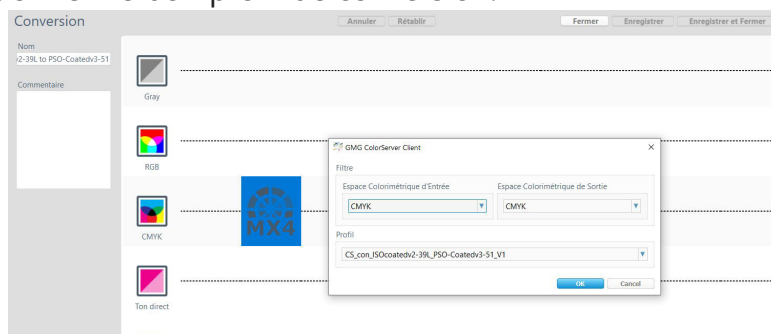 Conversion
Annuler Rétablir Fermer Enregistrer Enregistrer et Fermer
Nom
v2-39L to PSO-Coatedv3-51
Commentaire
Gray
RGB
CMYK
Ton direct
MX4
GMG ColorServer Client
Filtre
Espace Colorimétrique d'Entrée Espace Colorimétrique de Sortie
CMYK CMYK
Profil
CS_con_ISOcoatedv2-39L_PSO-Coatedv3-51_V1
OK Cancel